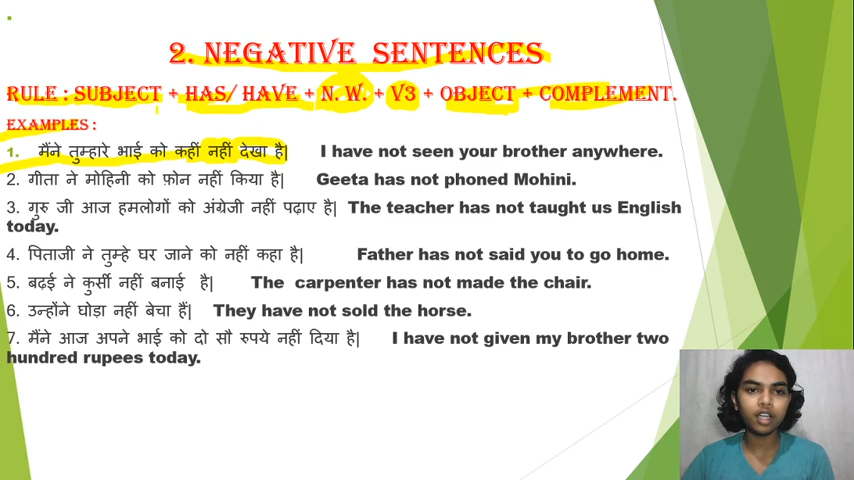 2. NEGATIVE SENTENCES
RULE : SUBJECT + HAS/ HAVE + N. W. + V3 + OBJECT + COMPLEMENT.
EXAMPLES :
1. मैंने तुम्हारे भाई को कहीं नहीं देखा है| I have not seen your brother anywhere.
2. गीता ने मोहिनी को फ़ोन नहीं किया है| Geeta has not phoned Mohini.
3. गुरु जी आज हमलोगों को अंग्रेजी नहीं पढ़ाए है| The teacher has not taught us English
today.
4. पिताजी ने तुम्हे घर जाने को नहीं कहा है| Father has not said you to go home.
5. बढ़ई ने कुर्सी नहीं बनाई है| The carpenter has not made the chair.
6. उन्होंने घोड़ा नहीं बेचा हैं| They have not sold the horse.
7. मैंने आज अपने भाई को दो सौ रुपये नहीं दिया है| I have not given my brother two
hundred rupees today.